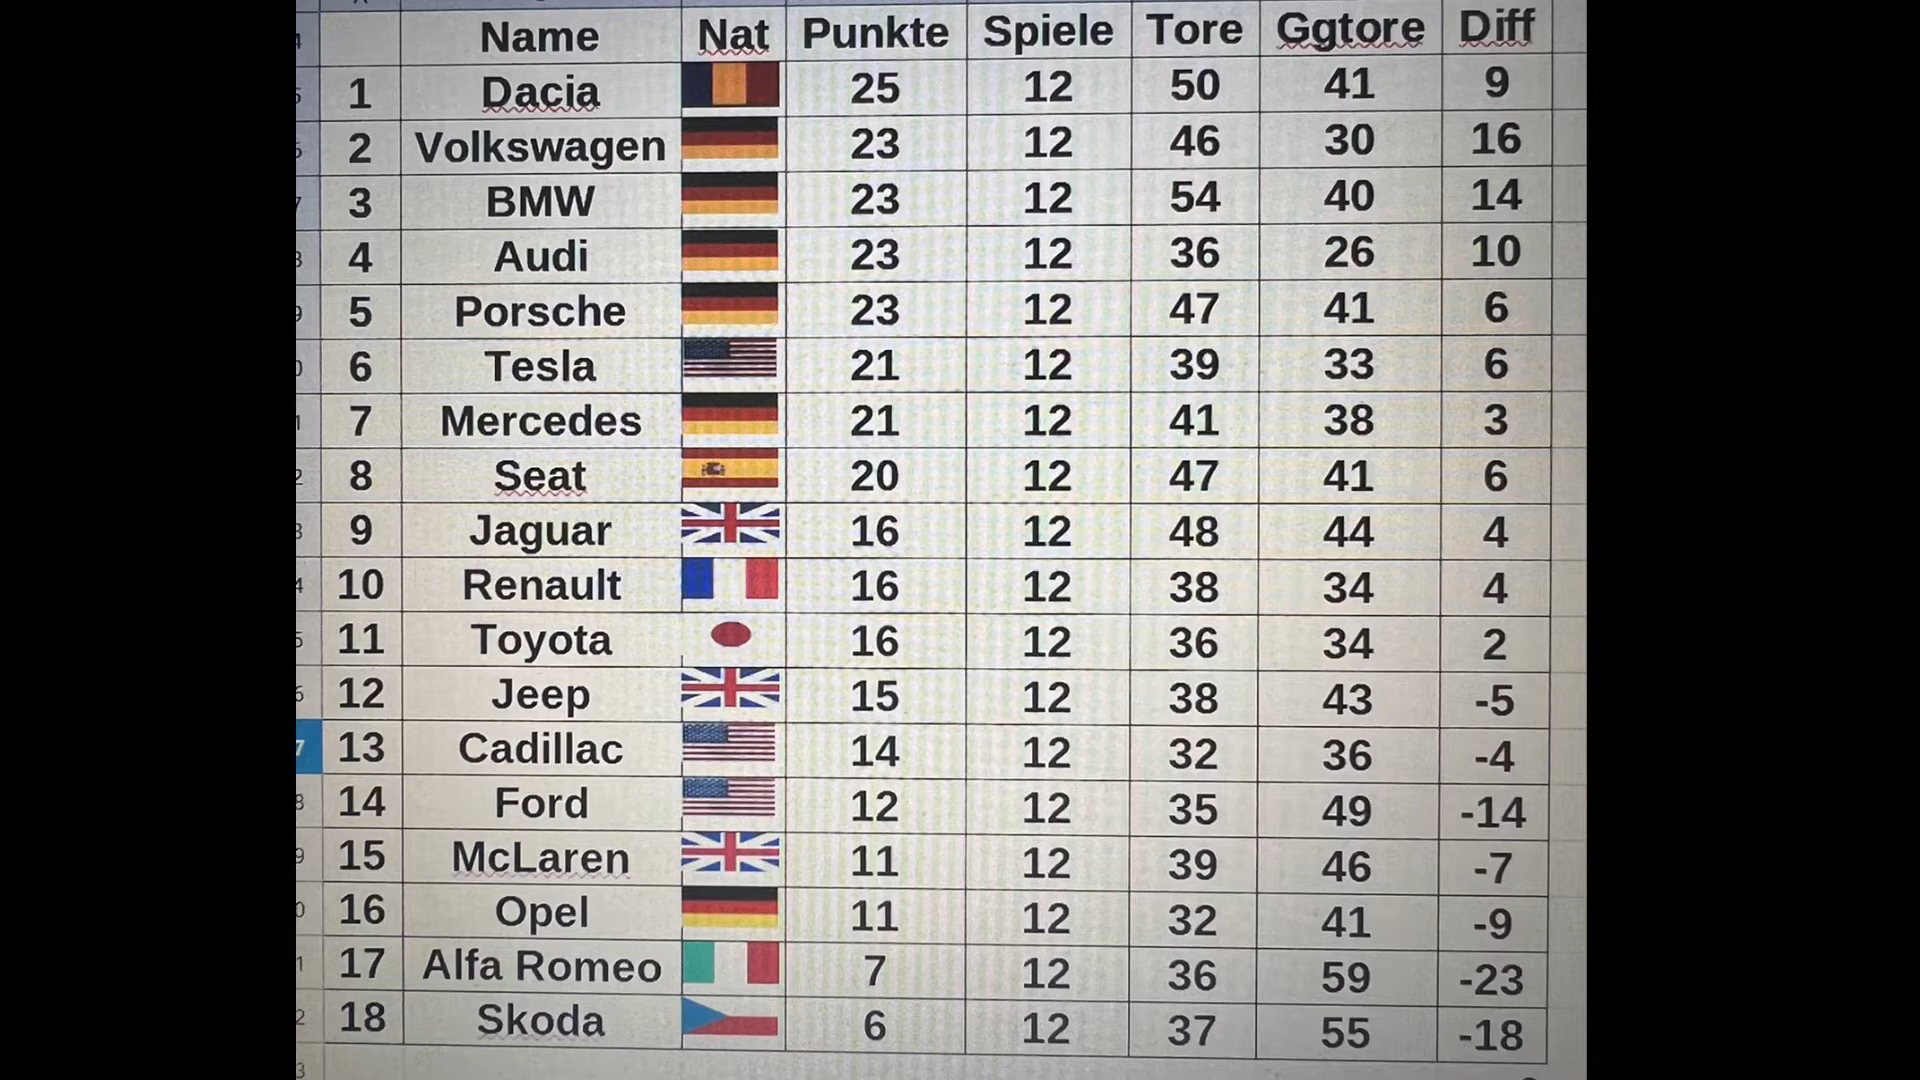 Name Nat Punkte Spiele Tore Ggtore Diff
1 Dacia 25 12 50 41 9
2 Volkswagen 23 12 46 30 16
3 BMW 23 12 54 40 14
4 Audi 23 12 36 26 10
5 Porsche 23 12 47 41 6
6 Tesla 21 12 39 33 6
7 Mercedes 21 12 41 38 3
8 Seat 20 12 47 41 6
9 Jaguar 16 12 48 44 4
10 Renault 16 12 38 34 4
11 Toyota 16 12 36 34 2
12 Jeep 15 12 38 43 -5
13 Cadillac 14 12 32 36 -4
14 Ford 12 12 35 49 -14
15 McLaren 11 12 39 46 -7
16 Opel 11 12 32 41 -9
17 Alfa Romeo 7 12 36 59 -23
18 Skoda 6 12 37 55 -18